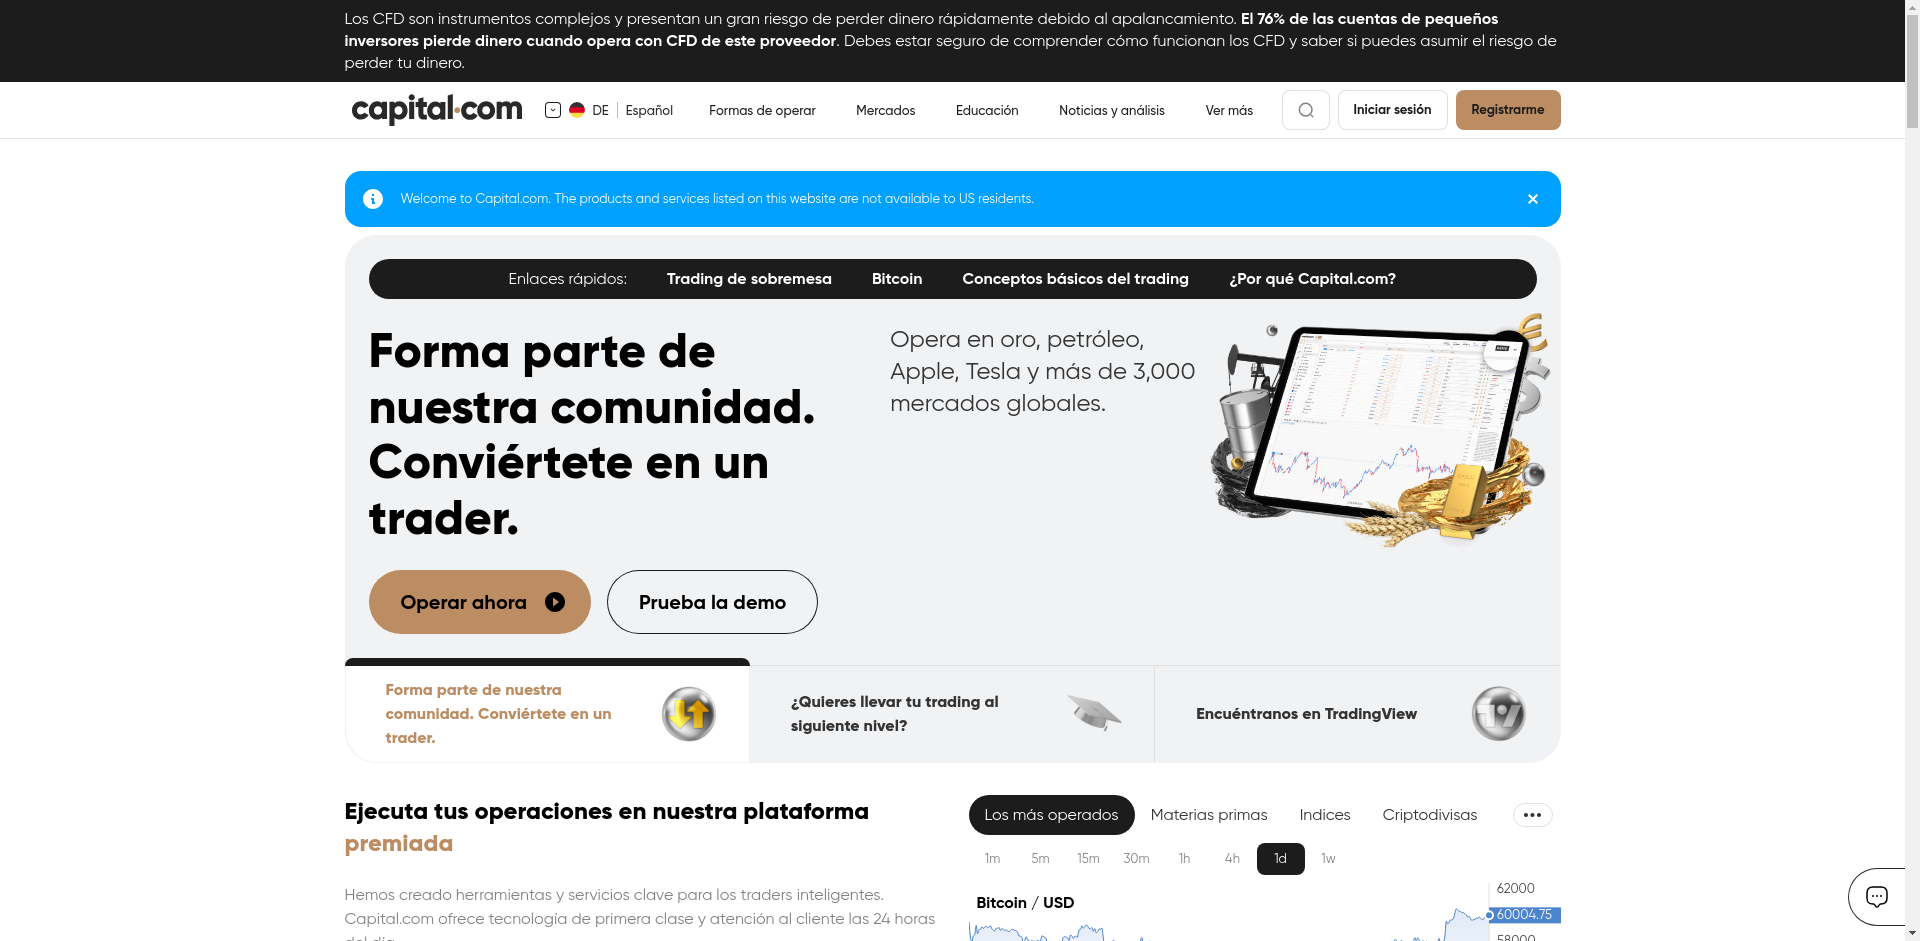 Los CFD son instrumentos complejos y presentan un gran riesgo de perder dinero rápidamente debido al apalancamiento. El 76% de las cuentas de pequeños
inversores pierde dinero cuando opera con CFD de este proveedor. Debes estar seguro de comprender cómo funcionan los CFD y saber si puedes asumir el riesgo de
perder tu dinero.
capital.com DE Español Formas de operar Mercados Educación Noticias y análisis Ver más Iniciar sesión Registrarme
Welcome to Capital.com. The products and services listed on this website are not available to US residents.
Enlaces rápidos: Trading de sobremesa Bitcoin Conceptos básicos del trading ¿Por qué Capital.com?
Forma parte de
nuestra comunidad.
Conviértete en un
trader.
Opera en oro, petróleo,
Apple, Tesla y más de 3,000
mercados globales.
Operar ahora Prueba la demo
Forma parte de nuestra
comunidad. Conviértete en un
trader.
¿Quieres llevar tu trading al
siguiente nivel?
Encuéntranos en TradingView
Ejecuta tus operaciones en nuestra plataforma
premiada
Hemos creado herramientas y servicios clave para los traders inteligentes.
Capital.com ofrece tecnología de primera clase y atención al cliente las 24 horas
del día
Los más operados Materias primas Indices Criptodivisas
1m 5m 15m 30m 1h 4h 1d 1w
Bitcoin / USD
62000
60004.75
58000